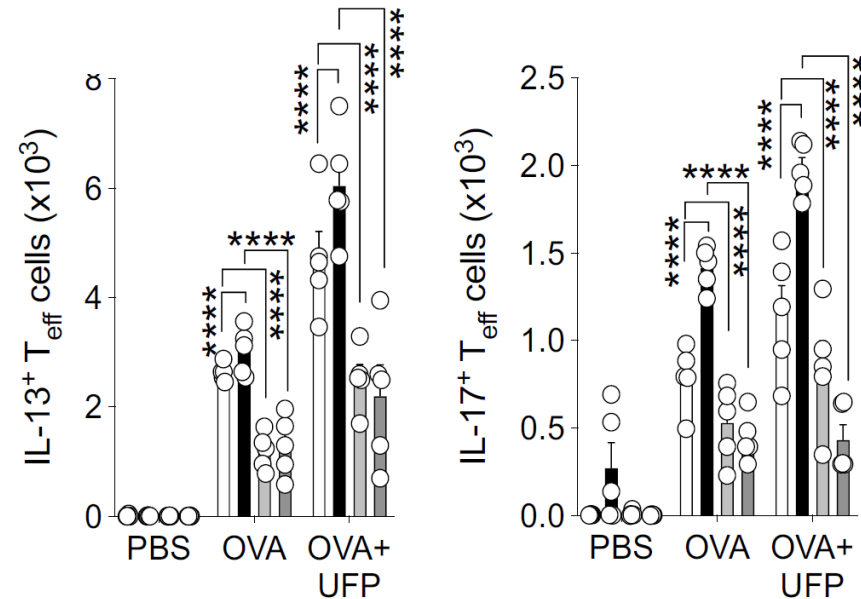 IL-13+ Teff cells (x10³)
8
6
4
2
0
****
****
****
****
****
****
PBS
OVA
OVA+
UFP
IL-17+ Teff cells (x10³)
2.5
2.0
1.5
1.0
0.5
0.0
****
****
****
****
****
****
PBS
OVA
OVA+
UFP